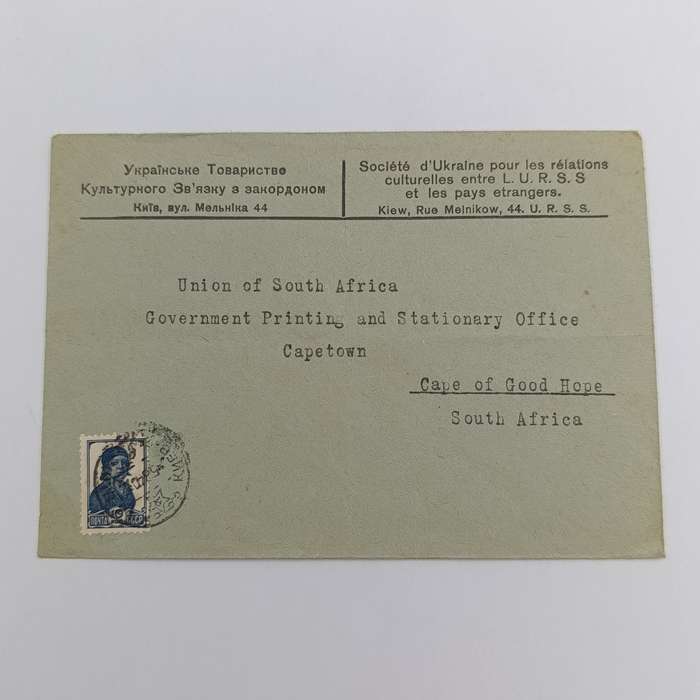 Українське Товариство
Культурного Зв'язку з закордоном
Київ, вул. Мельніка 44
Société d'Ukraine pour les rélations
culturelles entre L. U. R. S. S
et les pays etrangers.
Kiew, Rue Melnikow, 44. U. R. S. S.
Union of South Africa
Government Printing and Stationary Office
Capetown
Cape of Good Hope
South Africa
ПОЧТА СССР